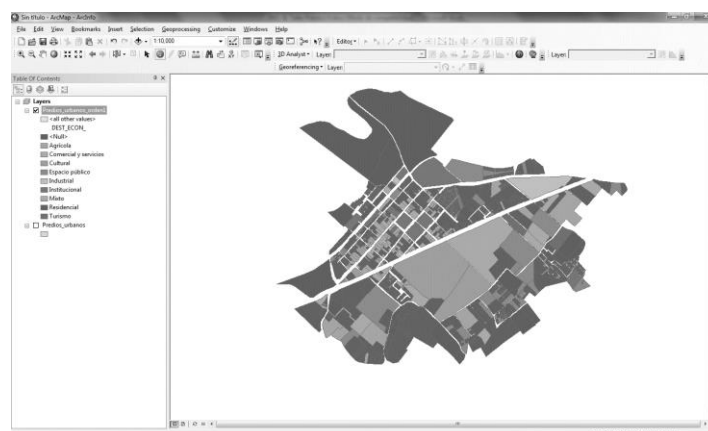 Sin título - ArcMap - ArcInfo
File Edit View Bookmarks Insert Selection Geoprocessing Customize Windows Help
1:10,000
Editor
3D Analyst Layer:
Layer:
Georeferencing Layer:
Table Of Contents
Layers
<all other values>
DEST_ECON_
<Null>
Agrícola
Comercial y servicios
Cultural
Espacio público
Industrial
Institucional
Mixto
Residencial
Turismo
Predios_urbanos